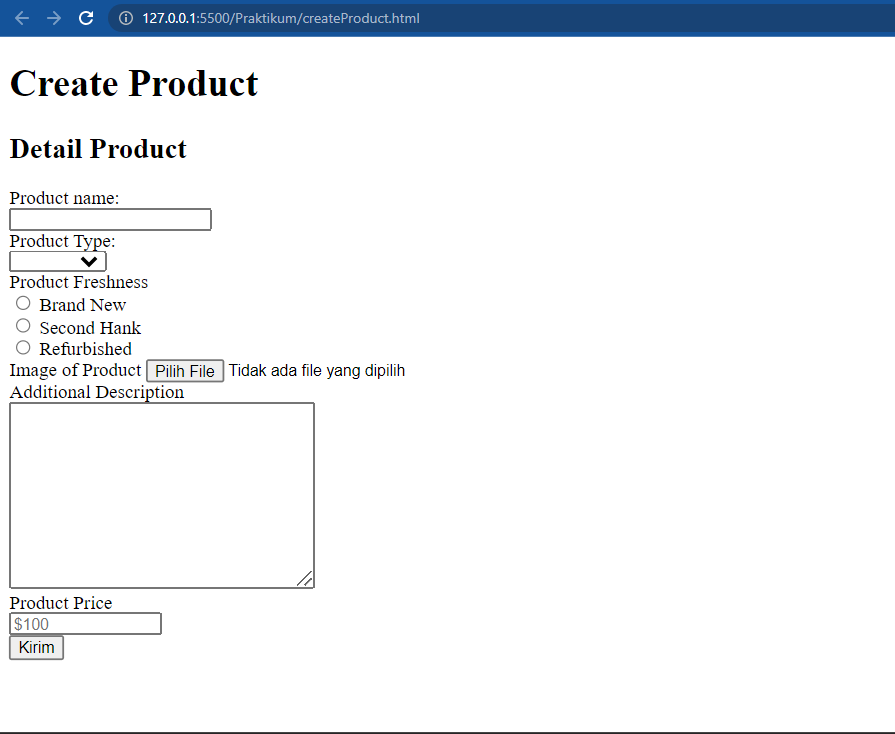 127.0.0.1:5500/Praktikum/createProduct.html
Create Product
Detail Product
Product name:
Product Type:
Product Freshness
Brand New
Second Hank
Refurbished
Image of Product Pilih File Tidak ada file yang dipilih
Additional Description
Product Price
$100
Kirim